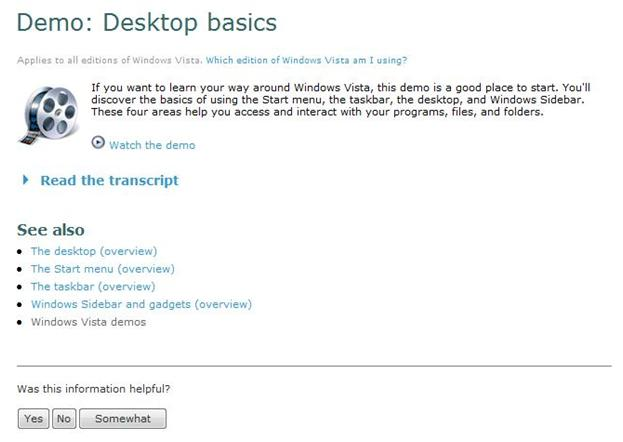 Demo: Desktop basics
Applies to all editions of Windows Vista. Which edition of Windows Vista am I using?
If you want to learn your way around Windows Vista, this demo is a good place to start. You'll
discover the basics of using the Start menu, the taskbar, the desktop, and Windows Sidebar.
These four areas help you access and interact with your programs, files, and folders.
Watch the demo
Read the transcript
See also
The desktop (overview)
The Start menu (overview)
The taskbar (overview)
Windows Sidebar and gadgets (overview)
Windows Vista demos
Was this information helpful?
Yes No Somewhat